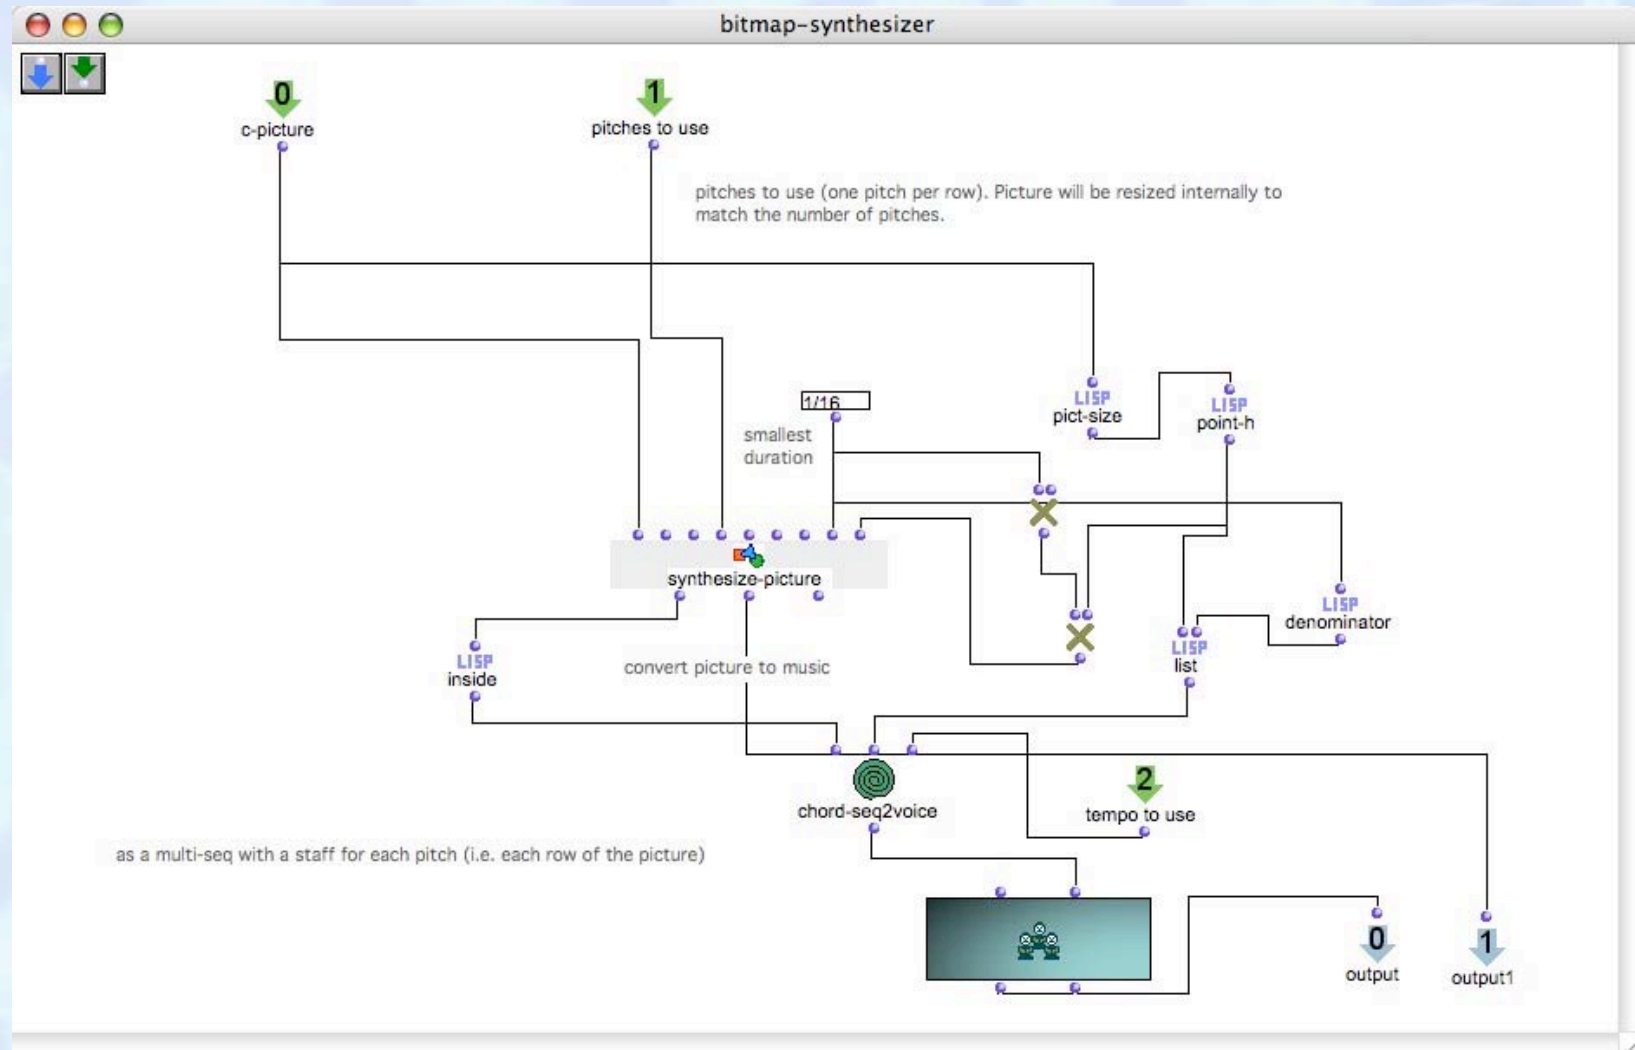 bitmap-synthesizer
0
1
c-picture
pitches to use
pitches to use (one pitch per row). Picture will be resized internally to
match the number of pitches.
1/16
LISP
pict-size
LISP
point-h
smallest
duration
synthesize-picture
LISP
denominator
LISP
inside
convert picture to music
LISP
list
2
chord-seq2voice
tempo to use
as a multi-seq with a staff for each pitch (i.e. each row of the picture)
0
1
output
output1